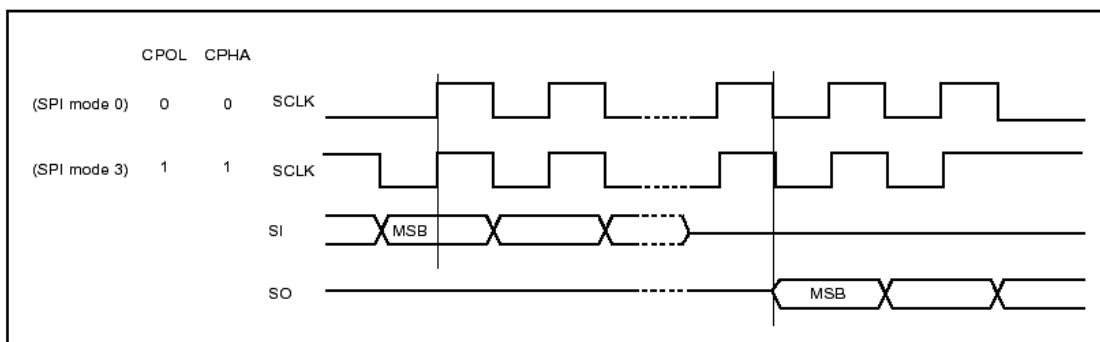 CPOL CPHA
(SPI mode 0) 0 0 SCLK
(SPI mode 3) 1 1 SCLK
SI MSB
SO MSB